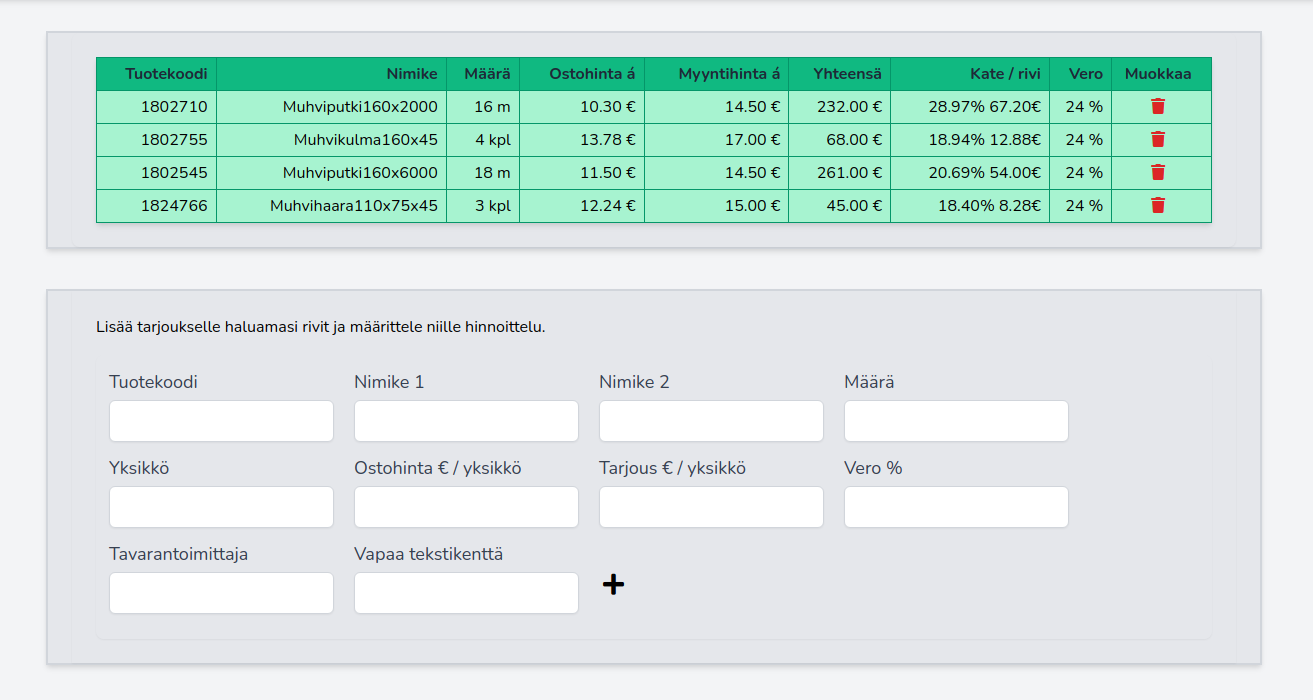 Tuotekoodi Nimike Määrä Ostohinta á Myyntihinta á Yhteensä Kate / rivi Vero Muokkaa
1802710 Muhviputki160x2000 16 m 10.30 € 14.50 € 232.00 € 28.97% 67.20€ 24 %
1802755 Muhvikulma160x45 4 kpl 13.78 € 17.00 € 68.00 € 18.94% 12.88€ 24 %
1802545 Muhviputki160x6000 18 m 11.50 € 14.50 € 261.00 € 20.69% 54.00€ 24 %
1824766 Muhvihaara110x75x45 3 kpl 12.24 € 15.00 € 45.00 € 18.40% 8.28€ 24 %
Lisää tarjoukselle haluamasi rivit ja määrittele niille hinnoittelu.
Tuotekoodi Nimike 1 Nimike 2 Määrä
Yksikkö Ostohinta € / yksikkö Tarjous € / yksikkö Vero %
Tavarantoimittaja Vapaa tekstikenttä